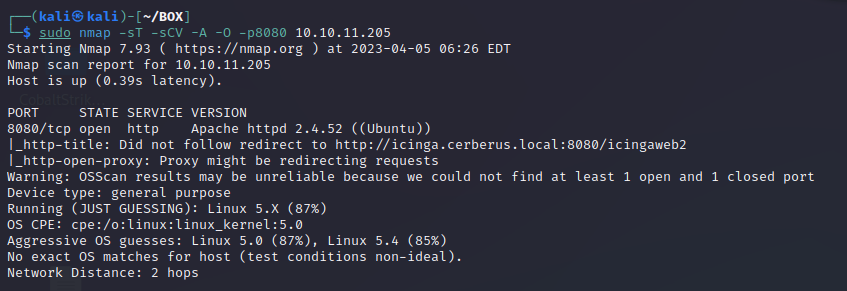 ┌──(kali㉿kali)-[~/BOX]
└─$ sudo nmap -sT -sCV -A -O -p8080 10.10.11.205
Starting Nmap 7.93 ( https://nmap.org ) at 2023-04-05 06:26 EDT
Nmap scan report for 10.10.11.205
Host is up (0.39s latency).

PORT     STATE SERVICE VERSION
8080/tcp open  http    Apache httpd 2.4.52 ((Ubuntu))
|_http-title: Did not follow redirect to http://icinga.cerberus.local:8080/icingaweb2
|_http-open-proxy: Proxy might be redirecting requests
Warning: OSScan results may be unreliable because we could not find at least 1 open and 1 closed port
Device type: general purpose
Running (JUST GUESSING): Linux 5.X (87%)
OS CPE: cpe:/o:linux:linux_kernel:5.0
Aggressive OS guesses: Linux 5.0 (87%), Linux 5.4 (85%)
No exact OS matches for host (test conditions non-ideal).
Network Distance: 2 hops